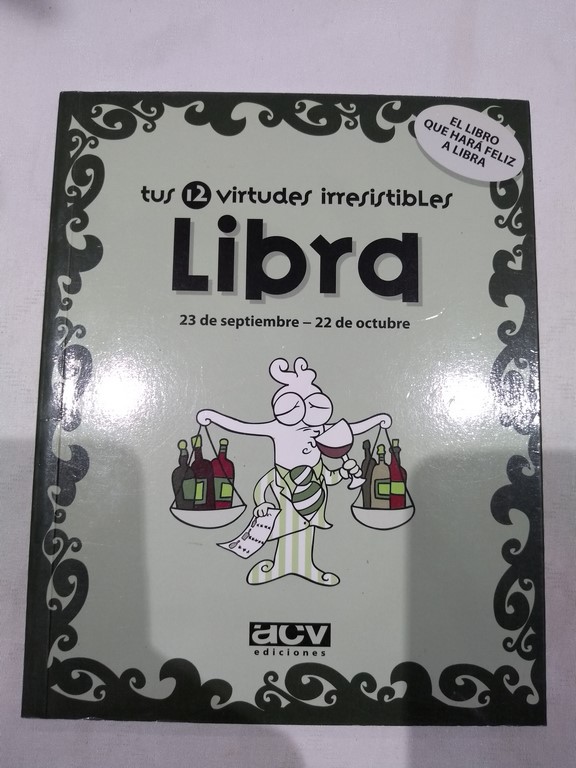 EL LIBRO
QUE HARÁ FELIZ
A LIBRA
tus 12 virtudes irresistibles
Libra
23 de septiembre – 22 de octubre
acv
ediciones